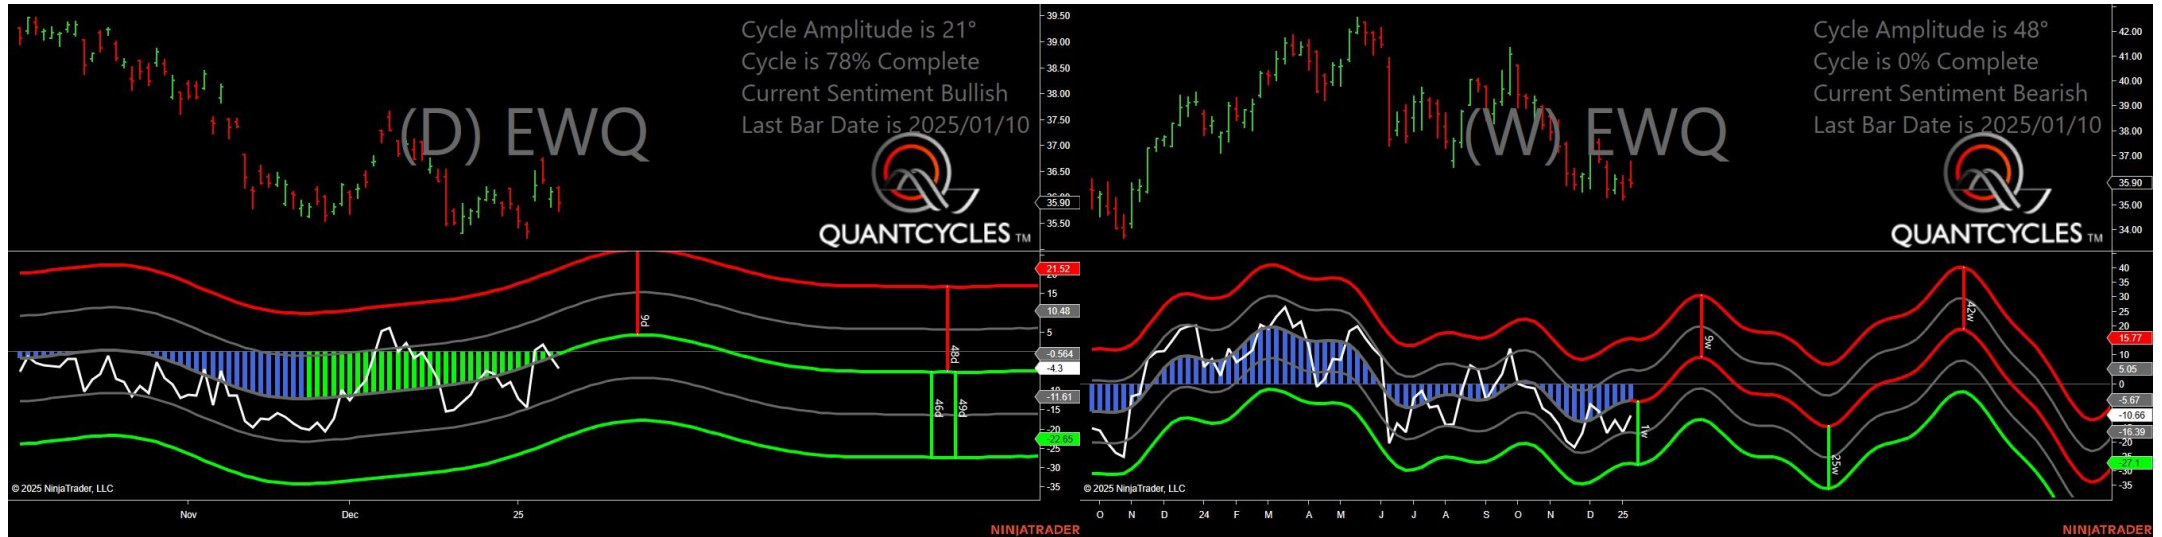 Cycle Amplitude is 21°
Cycle is 78% Complete
Current Sentiment Bullish
Last Bar Date is 2025/01/10
(D) EWQ
QUANTCYCLES TM
39.50
39.00
38.50
38.00
37.50
37.00
36.50
35.90
35.50
21.52
15
10.48
5
-0.564
-4.3
-11.61
-15
-20
-22.65
-25
-30
-35
9d
48d
46d
49d
© 2025 NinjaTrader, LLC
Nov
Dec
25
NINJATRADER
Cycle Amplitude is 48°
Cycle is 0% Complete
Current Sentiment Bearish
Last Bar Date is 2025/01/10
(W) EWQ
QUANTCYCLES TM
42.00
41.00
40.00
39.00
38.00
37.00
35.90
35.00
34.00
40
35
30
25
20
15.77
10
5.05
0
-5.67
-10.66
-16.39
-20
-27.1
-30
-35
1w
9w
25w
42w
© 2025 NinjaTrader, LLC
O N D 24 F M A M J J A S O N D 25
NINJATRADER